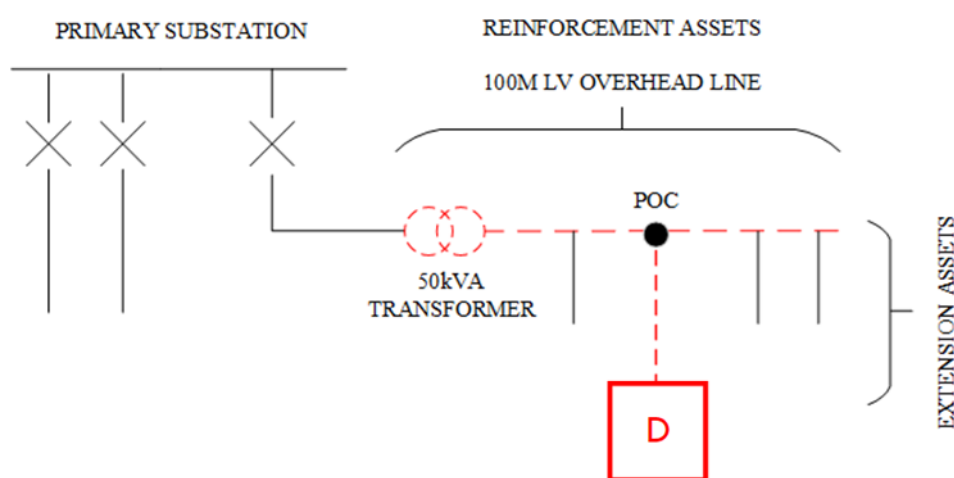 PRIMARY SUBSTATION
REINFORCEMENT ASSETS
100M LV OVERHEAD LINE
POC
50kVA
TRANSFORMER
EXTENSION ASSETS
D